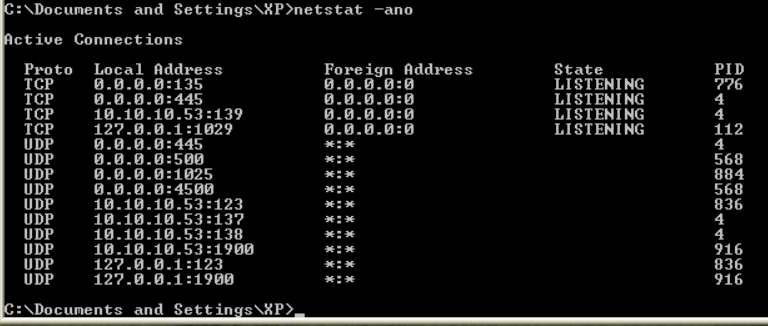 C:\Documents and Settings\XP>netstat -ano
Active Connections
Proto Local Address Foreign Address State PID
TCP 0.0.0.0:135 0.0.0.0:0 LISTENING 776
TCP 0.0.0.0:445 0.0.0.0:0 LISTENING 4
TCP 10.10.10.53:139 0.0.0.0:0 LISTENING 4
TCP 127.0.0.1:1029 0.0.0.0:0 LISTENING 112
UDP 0.0.0.0:445 *:* 4
UDP 0.0.0.0:500 *:* 568
UDP 0.0.0.0:1025 *:* 884
UDP 0.0.0.0:4500 *:* 568
UDP 10.10.10.53:123 *:* 836
UDP 10.10.10.53:137 *:* 4
UDP 10.10.10.53:138 *:* 4
UDP 10.10.10.53:1900 *:* 916
UDP 127.0.0.1:123 *:* 836
UDP 127.0.0.1:1900 *:* 916
C:\Documents and Settings\XP>_